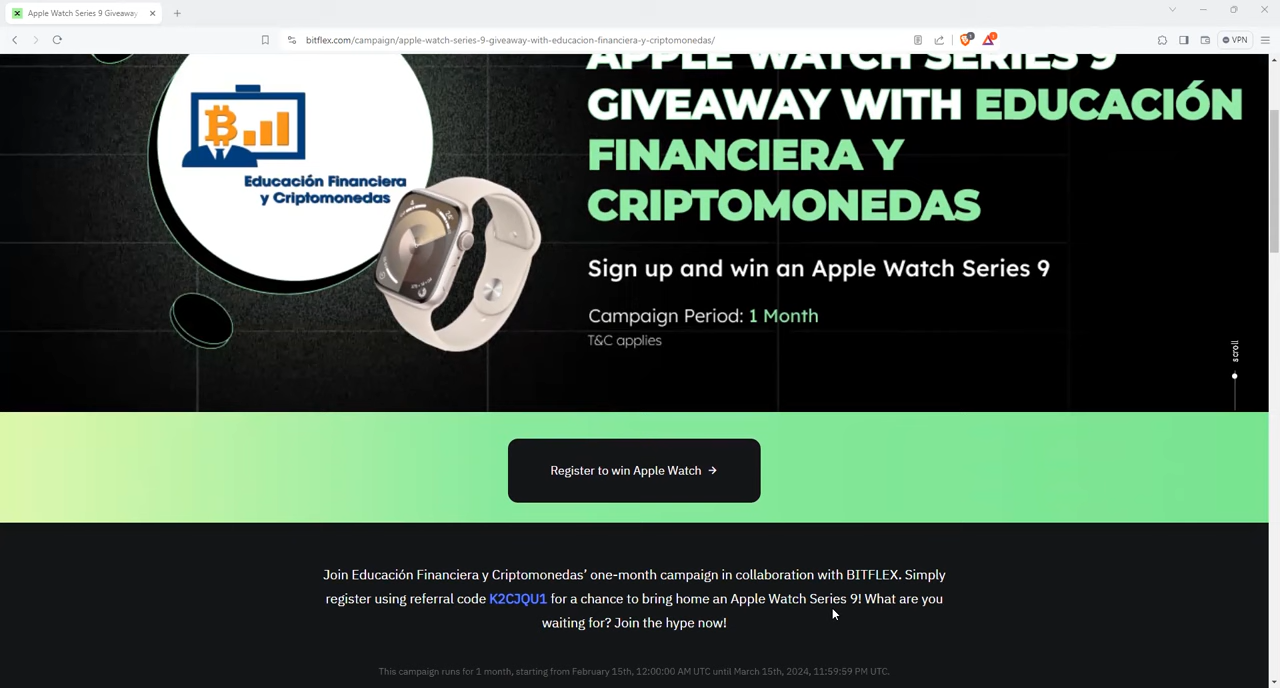 Apple Watch Series 9 Giveaway
bitflex.com/campaign/apple-watch-series-9-giveaway-with-educacion-financiera-y-criptomonedas/
VPN
APPLE WATCH SERIES 9
GIVEAWAY WITH EDUCACIÓN
FINANCIERA Y
CRIPTOMONEDAS
Educación Financiera
y Criptomonedas
Sign up and win an Apple Watch Series 9
Campaign Period: 1 Month
T&C applies
scroll
Register to win Apple Watch →
Join Educación Financiera y Criptomonedas’ one-month campaign in collaboration with BITFLEX. Simply
register using referral code K2CJQU1 for a chance to bring home an Apple Watch Series 9! What are you
waiting for? Join the hype now!
This campaign runs for 1 month, starting from February 15th, 12:00:00 AM UTC until March 15th, 2024, 11:59:59 PM UTC.